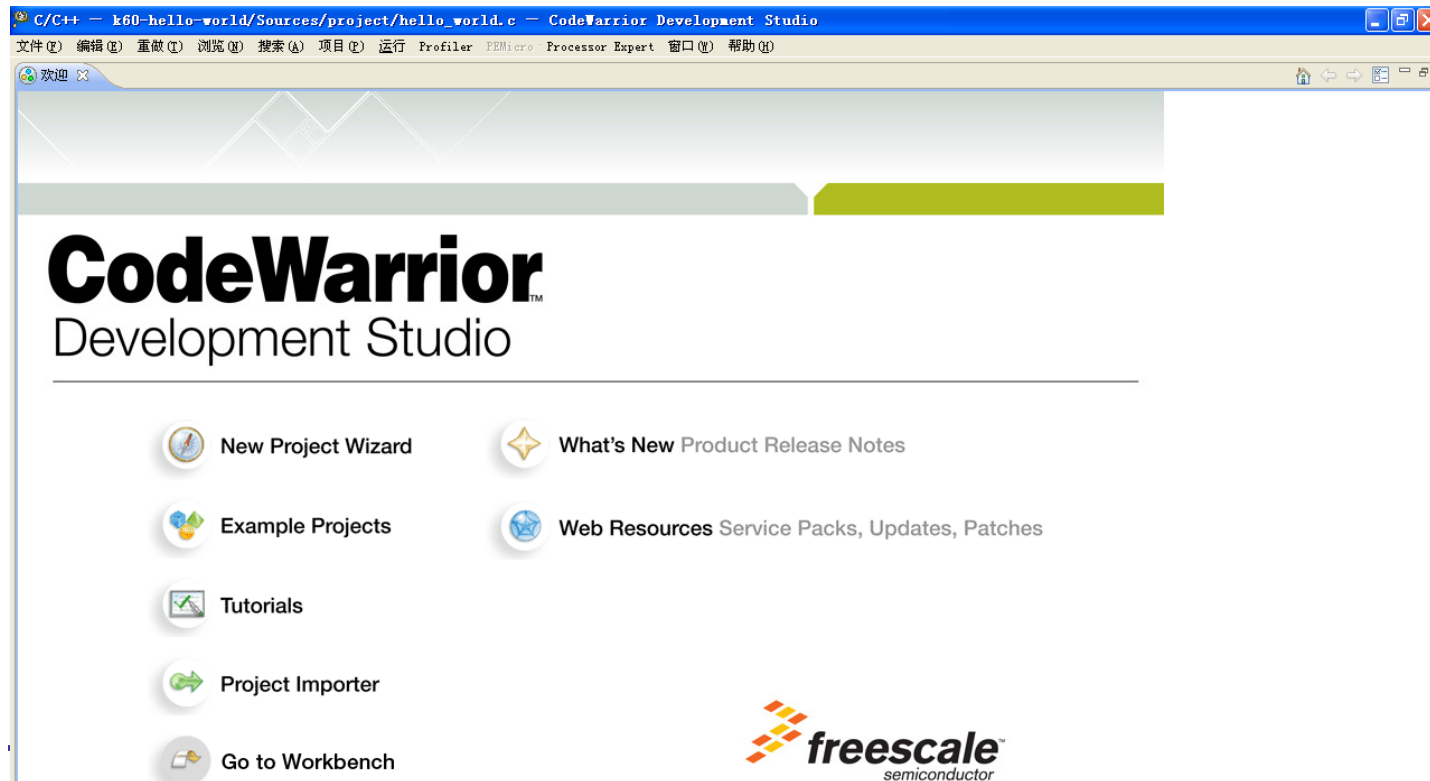 C/C++ — k60-hello-world/Sources/project/hello_world.c — CodeWarrior Development Studio
文件(F) 编辑(E) 重做(T) 浏览(N) 搜索(A) 项目(P) 运行 Profiler PEMicro Processor Expert 窗口(W) 帮助(H)
欢迎
CodeWarrior™
Development Studio
New Project Wizard
What's New Product Release Notes
Example Projects
Web Resources Service Packs, Updates, Patches
Tutorials
Project Importer
Go to Workbench
freescale™
semiconductor